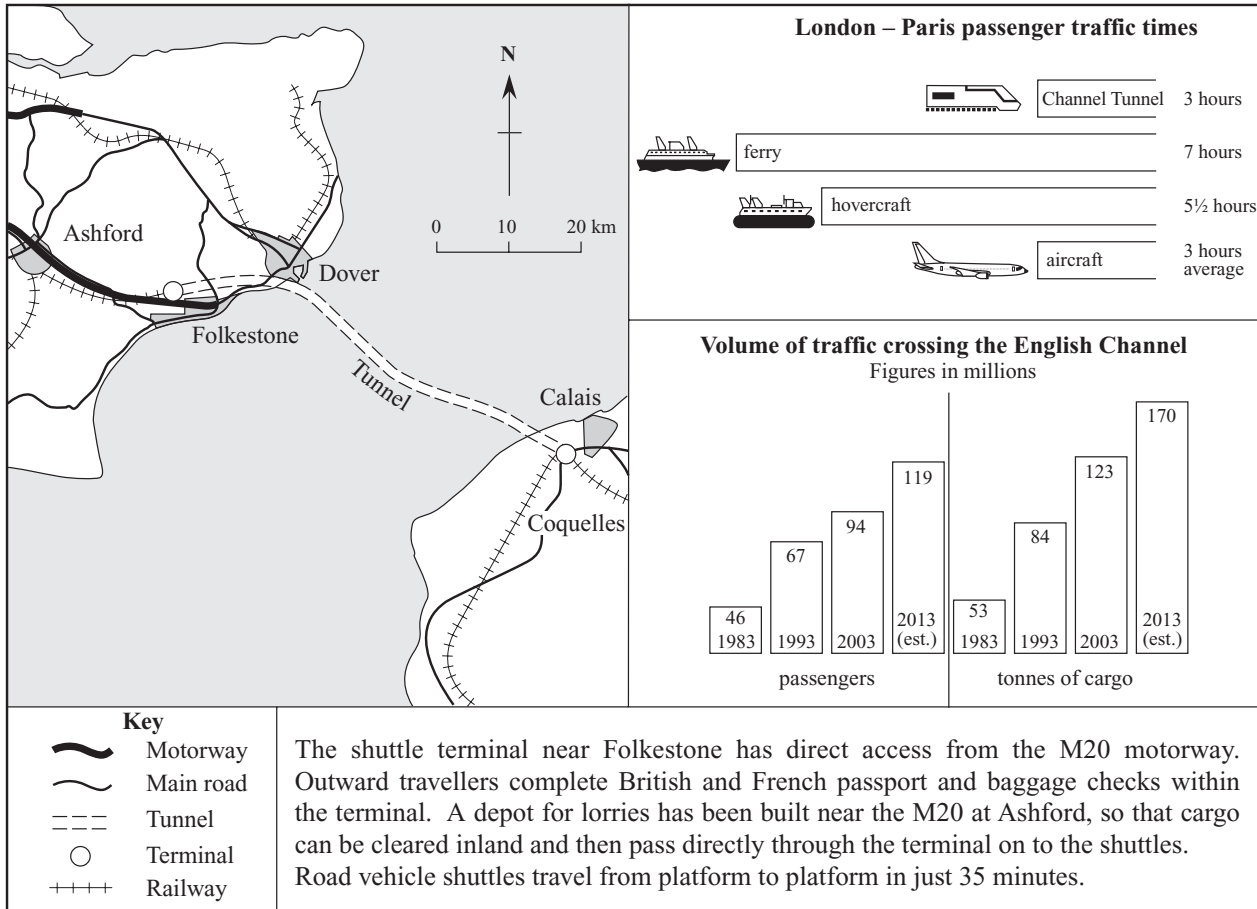 N
0 10 20 km
Ashford
Dover
Folkestone
Tunnel
Calais
Coquelles
London – Paris passenger traffic times
Channel Tunnel 3 hours
ferry 7 hours
hovercraft 5½ hours
aircraft 3 hours
average
Volume of traffic crossing the English Channel
Figures in millions
46
1983
67
1993
94
2003
119
2013
(est.)
passengers
53
1983
84
1993
123
2003
170
2013
(est.)
tonnes of cargo
Key
Motorway
Main road
Tunnel
Terminal
Railway
The shuttle terminal near Folkestone has direct access from the M20 motorway.
Outward travellers complete British and French passport and baggage checks within
the terminal. A depot for lorries has been built near the M20 at Ashford, so that cargo
can be cleared inland and then pass directly through the terminal on to the shuttles.
Road vehicle shuttles travel from platform to platform in just 35 minutes.